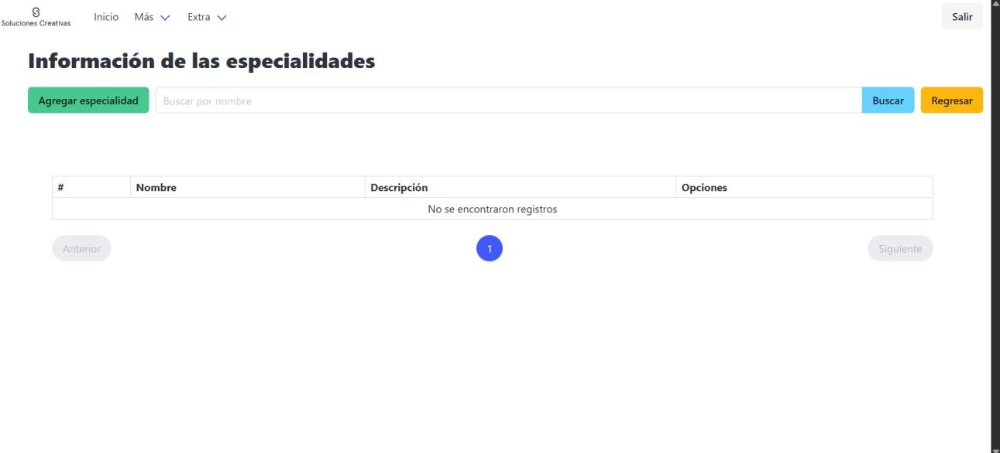 Soluciones Creativas
Inicio Más Extra Salir
Información de las especialidades
Agregar especialidad Buscar por nombre Buscar Regresar
# Nombre Descripción Opciones
No se encontraron registros
Anterior 1 Siguiente